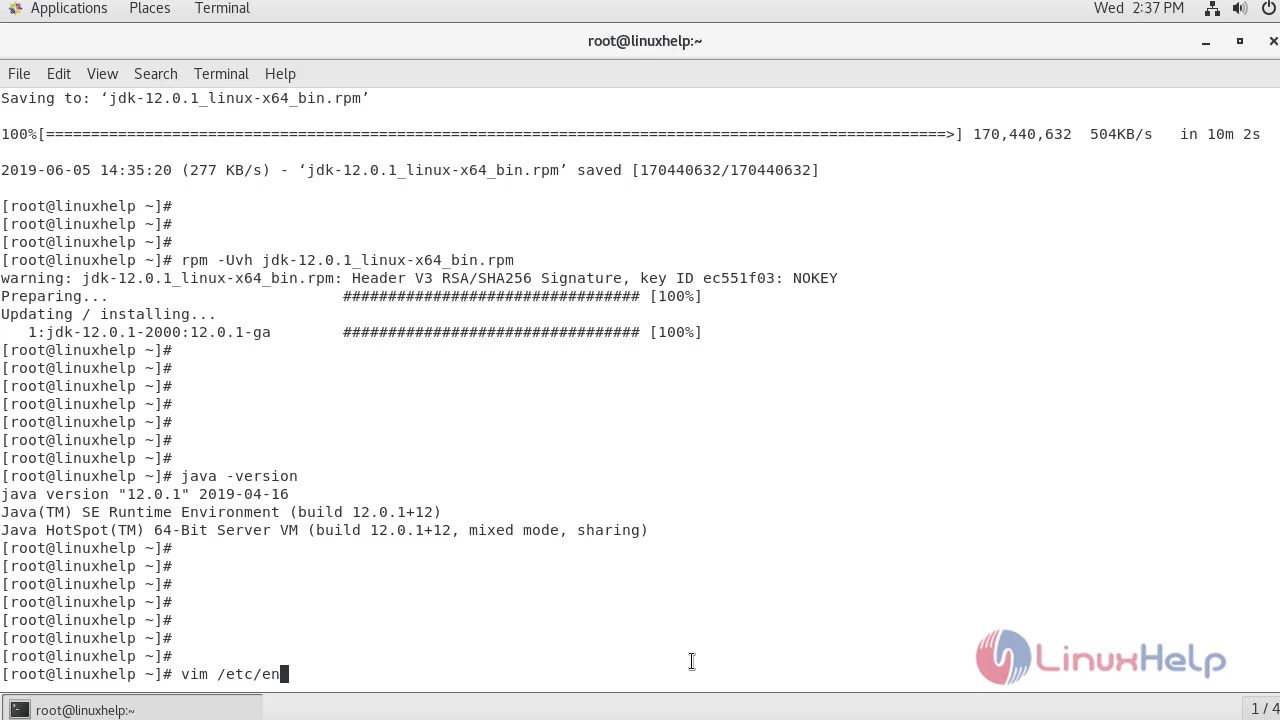 Applications Places Terminal Wed 2:37 PM
root@linuxhelp:~
File Edit View Search Terminal Help
Saving to: ‘jdk-12.0.1_linux-x64_bin.rpm’
100%[====================================================================================================>] 170,440,632 504KB/s in 10m 2s
2019-06-05 14:35:20 (277 KB/s) - ‘jdk-12.0.1_linux-x64_bin.rpm’ saved [170440632/170440632]
[root@linuxhelp ~]#
[root@linuxhelp ~]#
[root@linuxhelp ~]#
[root@linuxhelp ~]# rpm -Uvh jdk-12.0.1_linux-x64_bin.rpm
warning: jdk-12.0.1_linux-x64_bin.rpm: Header V3 RSA/SHA256 Signature, key ID ec551f03: NOKEY
Preparing... ################################# [100%]
Updating / installing...
1:jdk-12.0.1-2000:12.0.1-ga ################################# [100%]
[root@linuxhelp ~]#
[root@linuxhelp ~]#
[root@linuxhelp ~]#
[root@linuxhelp ~]#
[root@linuxhelp ~]#
[root@linuxhelp ~]#
[root@linuxhelp ~]#
[root@linuxhelp ~]# java -version
java version "12.0.1" 2019-04-16
Java(TM) SE Runtime Environment (build 12.0.1+12)
Java HotSpot(TM) 64-Bit Server VM (build 12.0.1+12, mixed mode, sharing)
[root@linuxhelp ~]#
[root@linuxhelp ~]#
[root@linuxhelp ~]#
[root@linuxhelp ~]#
[root@linuxhelp ~]#
[root@linuxhelp ~]#
[root@linuxhelp ~]#
[root@linuxhelp ~]# vim /etc/en
LinuxHelp
root@linuxhelp:~ 1 / 4